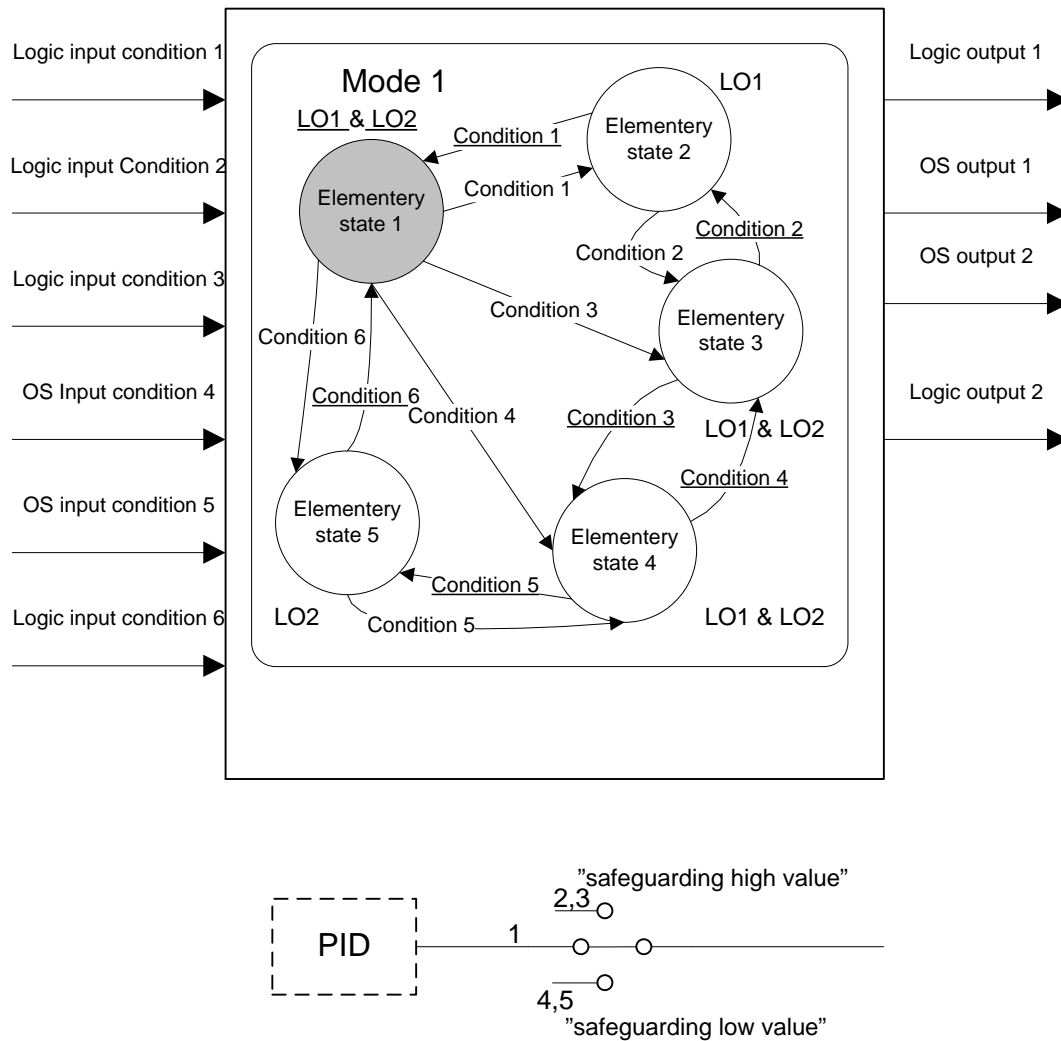 Logic input condition 1
Logic input Condition 2
Logic input condition 3
OS Input condition 4
OS input condition 5
Logic input condition 6
Mode 1
LO1 & LO2
Elementery
state 1
Condition 1
Condition 1
LO1
Elementery
state 2
Condition 2
Condition 2
Condition 3
Elementery
state 3
LO1 & LO2
Condition 6
Condition 6
Condition 4
Condition 3
Condition 4
Elementery
state 5
LO2
Condition 5
Condition 5
Elementery
state 4
LO1 & LO2
Logic output 1
OS output 1
OS output 2
Logic output 2
PID
1
”safeguarding high value”
2,3
4,5
”safeguarding low value”